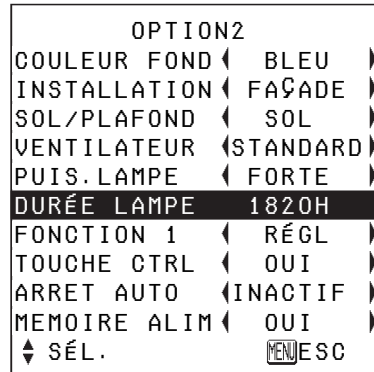 OPTION2
COULEUR FOND BLEU
INSTALLATION FAÇADE
SOL/PLAFOND SOL
VENTILATEUR STANDARD
PUIS.LAMPE FORTE
DURÉE LAMPE 1820H
FONCTION 1 RÉGL
TOUCHE CTRL OUI
ARRET AUTO INACTIF
MEMOIRE ALIM OUI
SÉL. MENU ESC